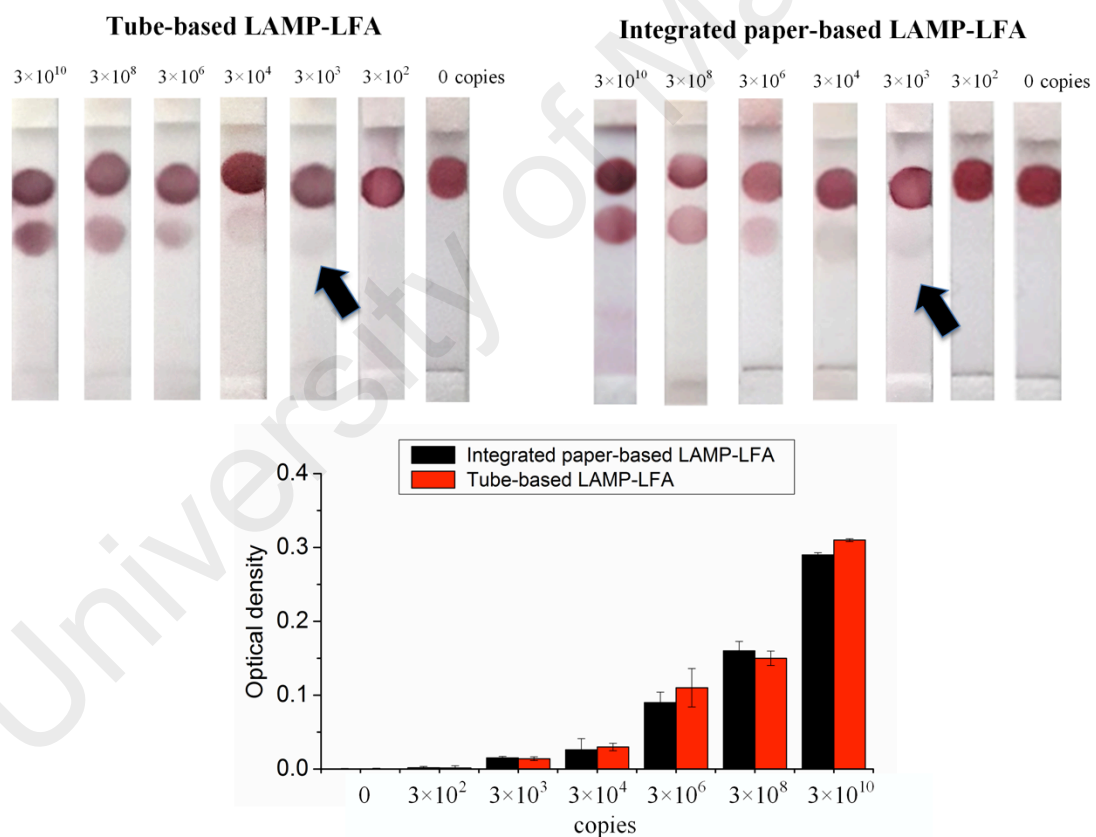 Tube-based LAMP-LFA
Integrated paper-based LAMP-LFA
3×10¹⁰ 3×10⁸ 3×10⁶ 3×10⁴ 3×10³ 3×10² 0 copies
3×10¹⁰ 3×10⁸ 3×10⁶ 3×10⁴ 3×10³ 3×10² 0 copies
Integrated paper-based LAMP-LFA
Tube-based LAMP-LFA
Optical density
0.4
0.3
0.2
0.1
0.0
0 3×10² 3×10³ 3×10⁴ 3×10⁶ 3×10⁸ 3×10¹⁰
copies
University of Ma